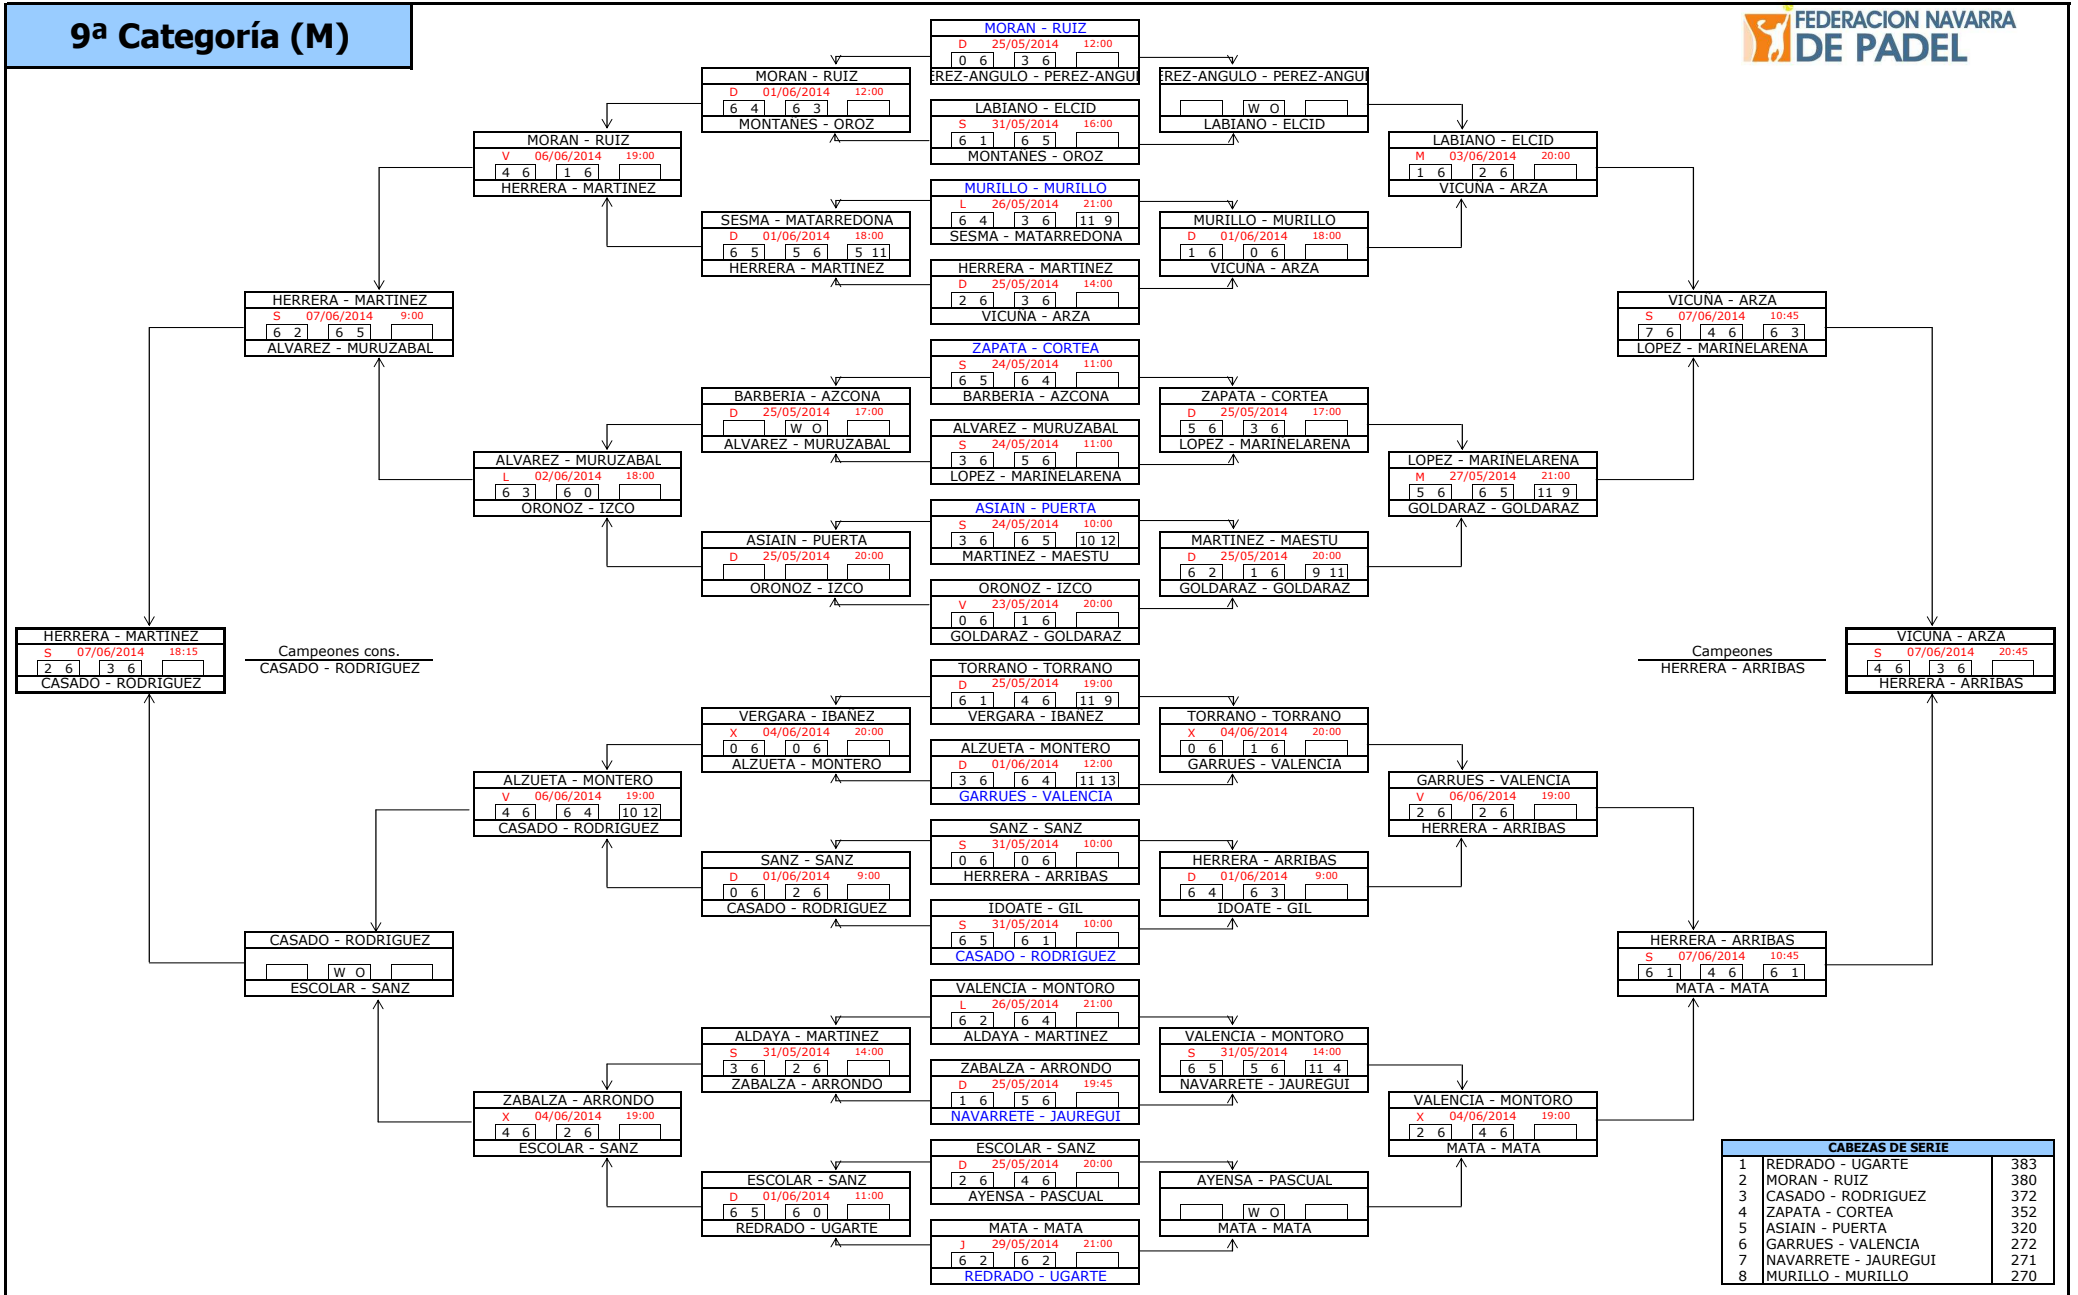 9ª Categoría (M)
FEDERACION NAVARRA
DE PADEL
HERRERA - MARTINEZ
S 07/06/2014 18:15
2 6 3 6
CASADO - RODRIGUEZ
Campeones cons.
CASADO - RODRIGUEZ
HERRERA - MARTINEZ
S 07/06/2014 9:00
6 2 6 5
ALVAREZ - MURUZABAL
CASADO - RODRIGUEZ
W O
ESCOLAR - SANZ
MORAN - RUIZ
V 06/06/2014 19:00
4 6 1 6
HERRERA - MARTINEZ
ALVAREZ - MURUZABAL
L 02/06/2014 18:00
6 3 6 0
ORONOZ - IZCO
ALZUETA - MONTERO
V 06/06/2014 19:00
4 6 6 4 10 12
CASADO - RODRIGUEZ
ZABALZA - ARRONDO
X 04/06/2014 19:00
4 6 2 6
ESCOLAR - SANZ
MORAN - RUIZ
D 01/06/2014 12:00
6 4 6 3
MONTAÑES - OROZ
SESMA - MATARREDONA
D 01/06/2014 18:00
6 5 5 6 5 11
HERRERA - MARTINEZ
BARBERIA - AZCONA
D 25/05/2014 17:00
W O
ALVAREZ - MURUZABAL
ASIAIN - PUERTA
D 25/05/2014 20:00
ORONOZ - IZCO
VERGARA - IBAÑEZ
X 04/06/2014 20:00
0 6 0 6
ALZUETA - MONTERO
SANZ - SANZ
D 01/06/2014 9:00
0 6 2 6
CASADO - RODRIGUEZ
ALDAYA - MARTINEZ
S 31/05/2014 14:00
3 6 2 6
ZABALZA - ARRONDO
ESCOLAR - SANZ
D 01/06/2014 11:00
6 5 6 0
REDRADO - UGARTE
MORAN - RUIZ
D 25/05/2014 12:00
0 6 3 6
EREZ-ANGULO - PEREZ-ANGUL
LABIANO - ELCID
S 31/05/2014 16:00
6 1 6 5
MONTAÑES - OROZ
MURILLO - MURILLO
L 26/05/2014 21:00
6 4 3 6 11 9
SESMA - MATARREDONA
HERRERA - MARTINEZ
D 25/05/2014 14:00
2 6 3 6
VICUÑA - ARZA
ZAPATA - CORTEA
S 24/05/2014 11:00
6 5 6 4
BARBERIA - AZCONA
ALVAREZ - MURUZABAL
S 24/05/2014 11:00
3 6 5 6
LOPEZ - MARIÑELARENA
ASIAIN - PUERTA
S 24/05/2014 10:00
3 6 6 5 10 12
MARTINEZ - MAESTU
ORONOZ - IZCO
V 23/05/2014 20:00
0 6 1 6
GOLDARAZ - GOLDARAZ
TORRANO - TORRANO
D 25/05/2014 19:00
6 1 4 6 11 9
VERGARA - IBAÑEZ
ALZUETA - MONTERO
D 01/06/2014 12:00
3 6 6 4 11 13
GARRUES - VALENCIA
SANZ - SANZ
S 31/05/2014 10:00
0 6 0 6
HERRERA - ARRIBAS
IDOATE - GIL
S 31/05/2014 10:00
6 5 6 1
CASADO - RODRIGUEZ
VALENCIA - MONTORO
L 26/05/2014 21:00
6 2 6 4
ALDAYA - MARTINEZ
ZABALZA - ARRONDO
D 25/05/2014 19:45
1 6 5 6
NAVARRETE - JAUREGUI
ESCOLAR - SANZ
D 25/05/2014 20:00
2 6 4 6
AYENSA - PASCUAL
MATA - MATA
J 29/05/2014 21:00
6 2 6 2
REDRADO - UGARTE
EREZ-ANGULO - PEREZ-ANGUL
W O
LABIANO - ELCID
MURILLO - MURILLO
D 01/06/2014 18:00
1 6 0 6
VICUÑA - ARZA
ZAPATA - CORTEA
D 25/05/2014 17:00
5 6 3 6
LOPEZ - MARIÑELARENA
MARTINEZ - MAESTU
D 25/05/2014 20:00
6 2 1 6 9 11
GOLDARAZ - GOLDARAZ
TORRANO - TORRANO
X 04/06/2014 20:00
0 6 1 6
GARRUES - VALENCIA
HERRERA - ARRIBAS
D 01/06/2014 9:00
6 4 6 3
IDOATE - GIL
VALENCIA - MONTORO
S 31/05/2014 14:00
6 5 5 6 11 4
NAVARRETE - JAUREGUI
AYENSA - PASCUAL
W O
MATA - MATA
LABIANO - ELCID
M 03/06/2014 20:00
1 6 2 6
VICUÑA - ARZA
LOPEZ - MARIÑELARENA
M 27/05/2014 21:00
5 6 6 5 11 9
GOLDARAZ - GOLDARAZ
GARRUES - VALENCIA
V 06/06/2014 19:00
2 6 2 6
HERRERA - ARRIBAS
VALENCIA - MONTORO
X 04/06/2014 19:00
2 6 4 6
MATA - MATA
VICUÑA - ARZA
S 07/06/2014 10:45
7 6 4 6 6 3
LOPEZ - MARIÑELARENA
HERRERA - ARRIBAS
S 07/06/2014 10:45
6 1 4 6 6 1
MATA - MATA
Campeones
HERRERA - ARRIBAS
VICUÑA - ARZA
S 07/06/2014 20:45
4 6 3 6
HERRERA - ARRIBAS
CABEZAS DE SERIE
1 REDRADO - UGARTE 383
2 MORAN - RUIZ 380
3 CASADO - RODRIGUEZ 372
4 ZAPATA - CORTEA 352
5 ASIAIN - PUERTA 320
6 GARRUES - VALENCIA 272
7 NAVARRETE - JAUREGUI 271
8 MURILLO - MURILLO 270